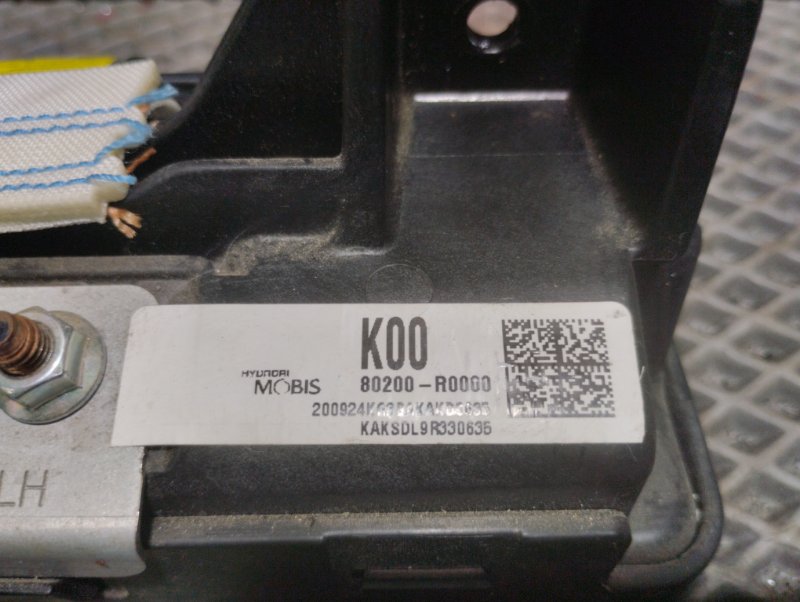 K00
HYUNDAI
MOBIS
80200-R0000
KAKSDL9R330635
LH